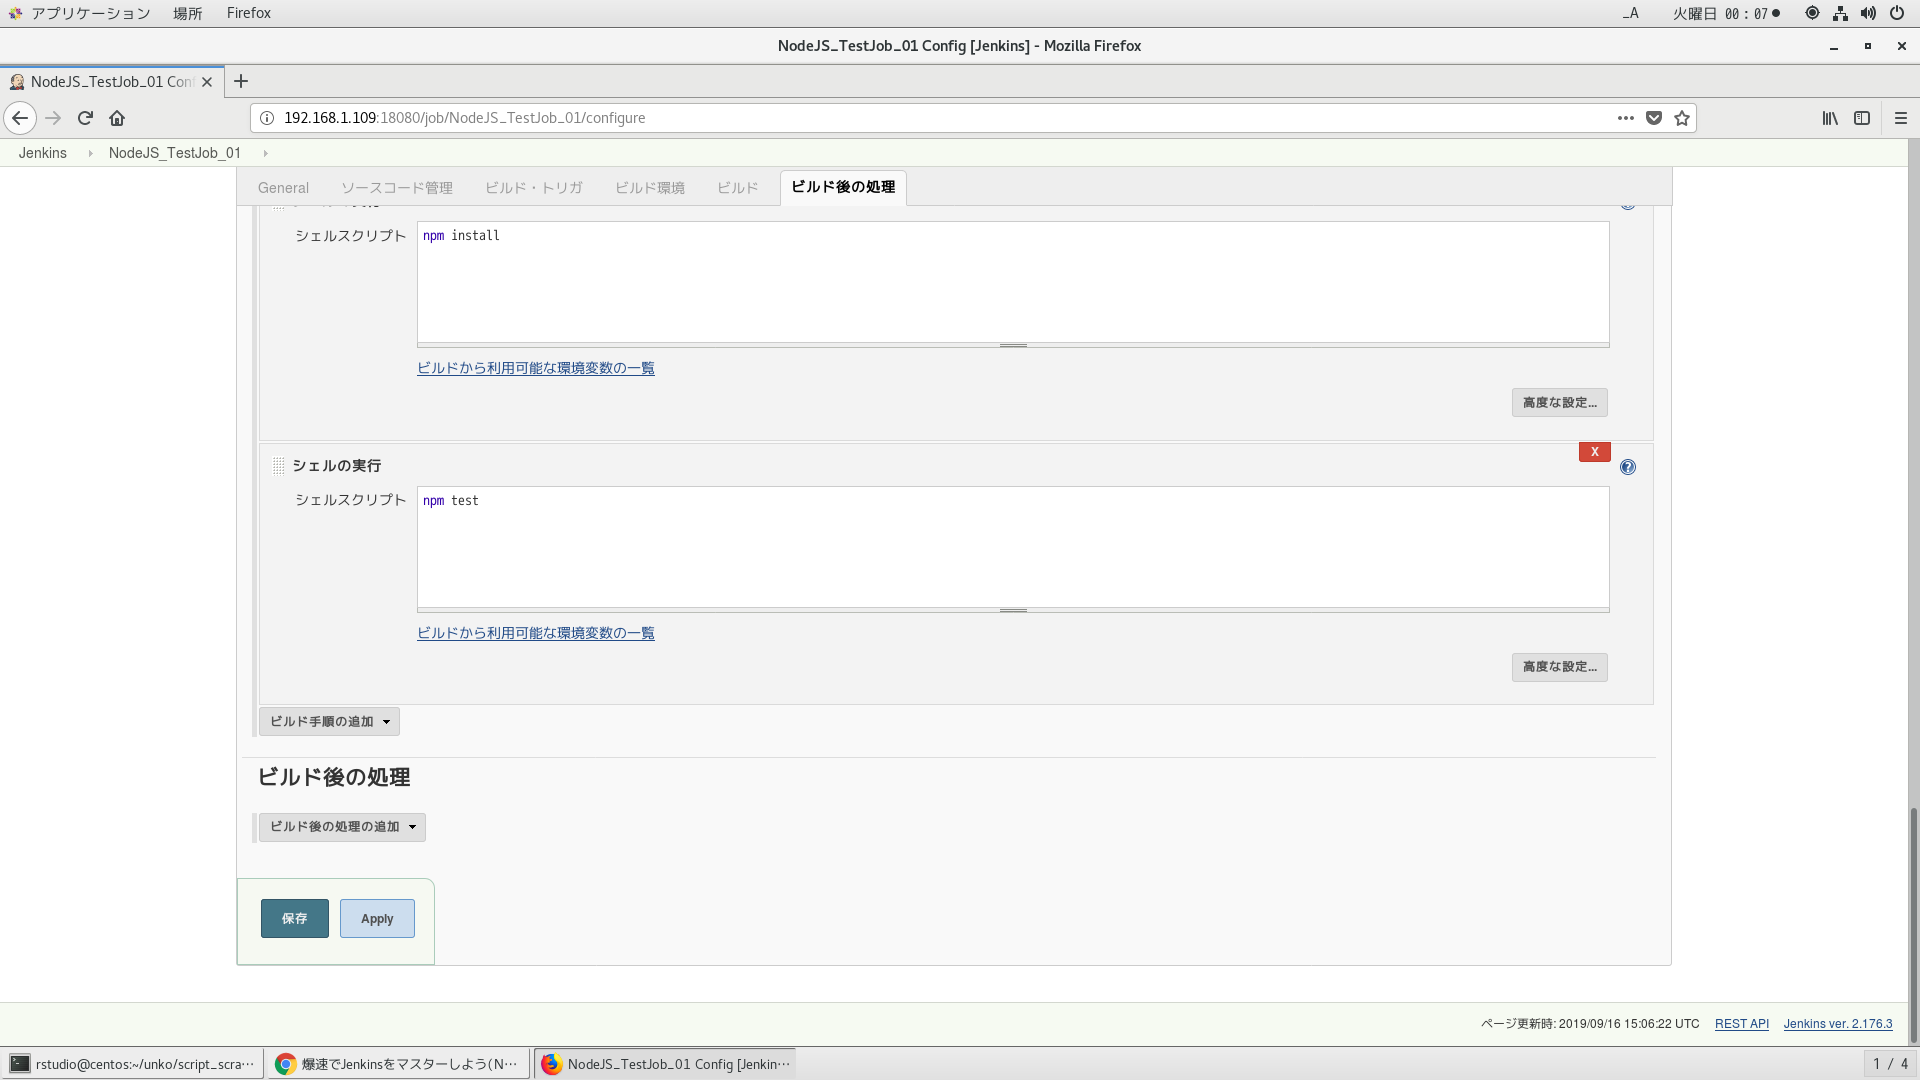 アプリケーション 場所 Firefox _A 火曜日 00：07●
NodeJS_TestJob_01 Config [Jenkins] - Mozilla Firefox
NodeJS_TestJob_01 Con
192.168.1.109:18080/job/NodeJS_TestJob_01/configure
Jenkins NodeJS_TestJob_01
General ソースコード管理 ビルド・トリガ ビルド環境 ビルド ビルド後の処理
シェルスクリプト npm install
ビルドから利用可能な環境変数の一覧
高度な設定...
X
シェルの実行
シェルスクリプト npm test
ビルドから利用可能な環境変数の一覧
高度な設定...
ビルド手順の追加
ビルド後の処理
ビルド後の処理の追加
保存 Apply
ページ更新時: 2019/09/16 15:06:22 UTC REST API Jenkins ver. 2.176.3
rstudio@centos:~/unko/script_scra… 爆速でJenkinsをマスターしよう(N… NodeJS_TestJob_01 Config [Jenkin… 1 / 4